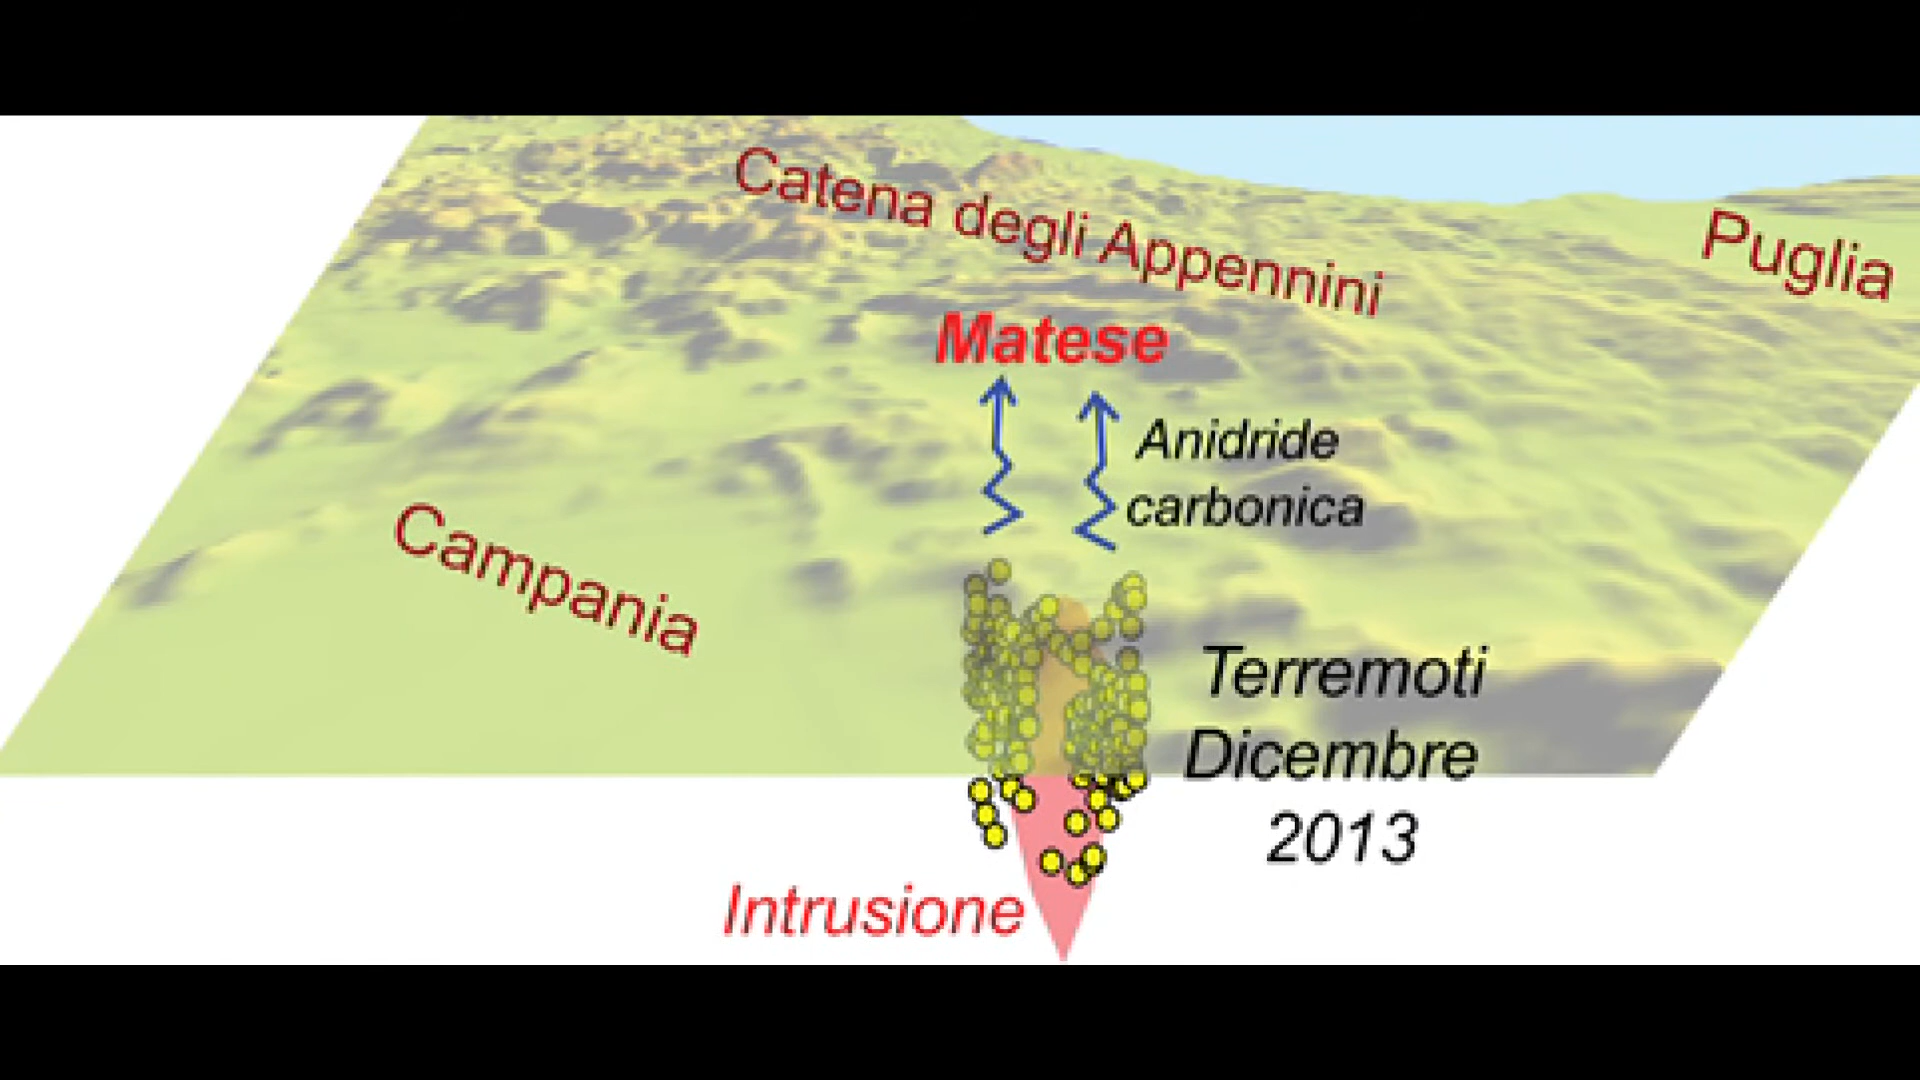 Catena degli Appennini
Puglia
Matese
Anidride
carbonica
Campania
Terremoti
Dicembre
2013
Intrusione